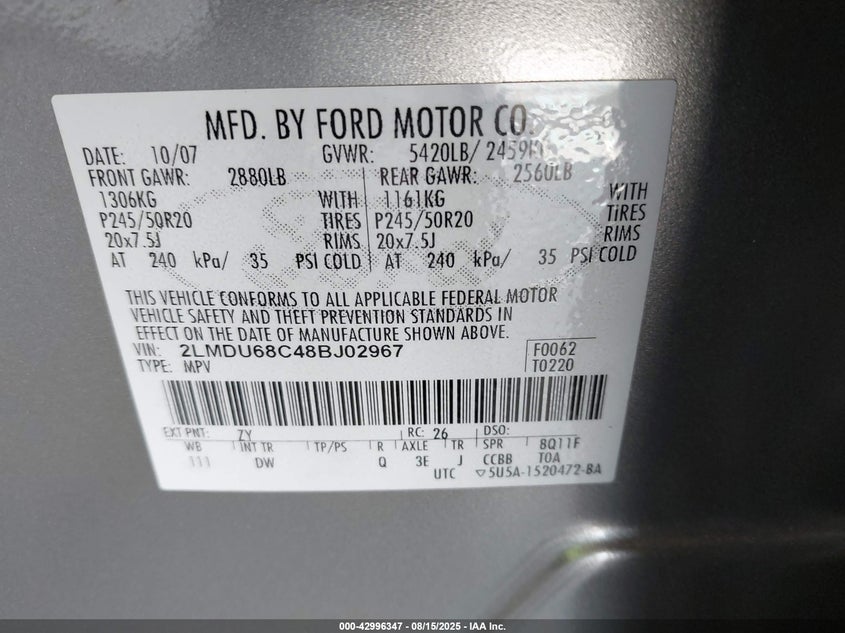 MFD. BY FORD MOTOR CO.
DATE: 10/07 GVWR: 5420LB/ 2459K
FRONT GAWR: 2880LB REAR GAWR: 2560LB
1306KG WITH 1161KG WITH
P245/50R20 TIRES P245/50R20 TIRES
20x7.5J RIMS 20x7.5J RIMS
AT 240 kPa/ 35 PSI COLD AT 240 kPa/ 35 PSI COLD
THIS VEHICLE CONFORMS TO ALL APPLICABLE FEDERAL MOTOR
VEHICLE SAFETY AND THEFT PREVENTION STANDARDS IN
EFFECT ON THE DATE OF MANUFACTURE SHOWN ABOVE.
VIN: 2LMDU68C48BJ02967 F0062
TYPE: MPV T0220
EXT PNT: ZY RC: 26 DSO:
WB INT TR TP/PS R AXLE TR SPR 8Q11F
111 DW Q 3E J CCBB TOA
UTC ▽5U5A-1520472-BA
000-42996347 - 08/15/2025 - IAA Inc.